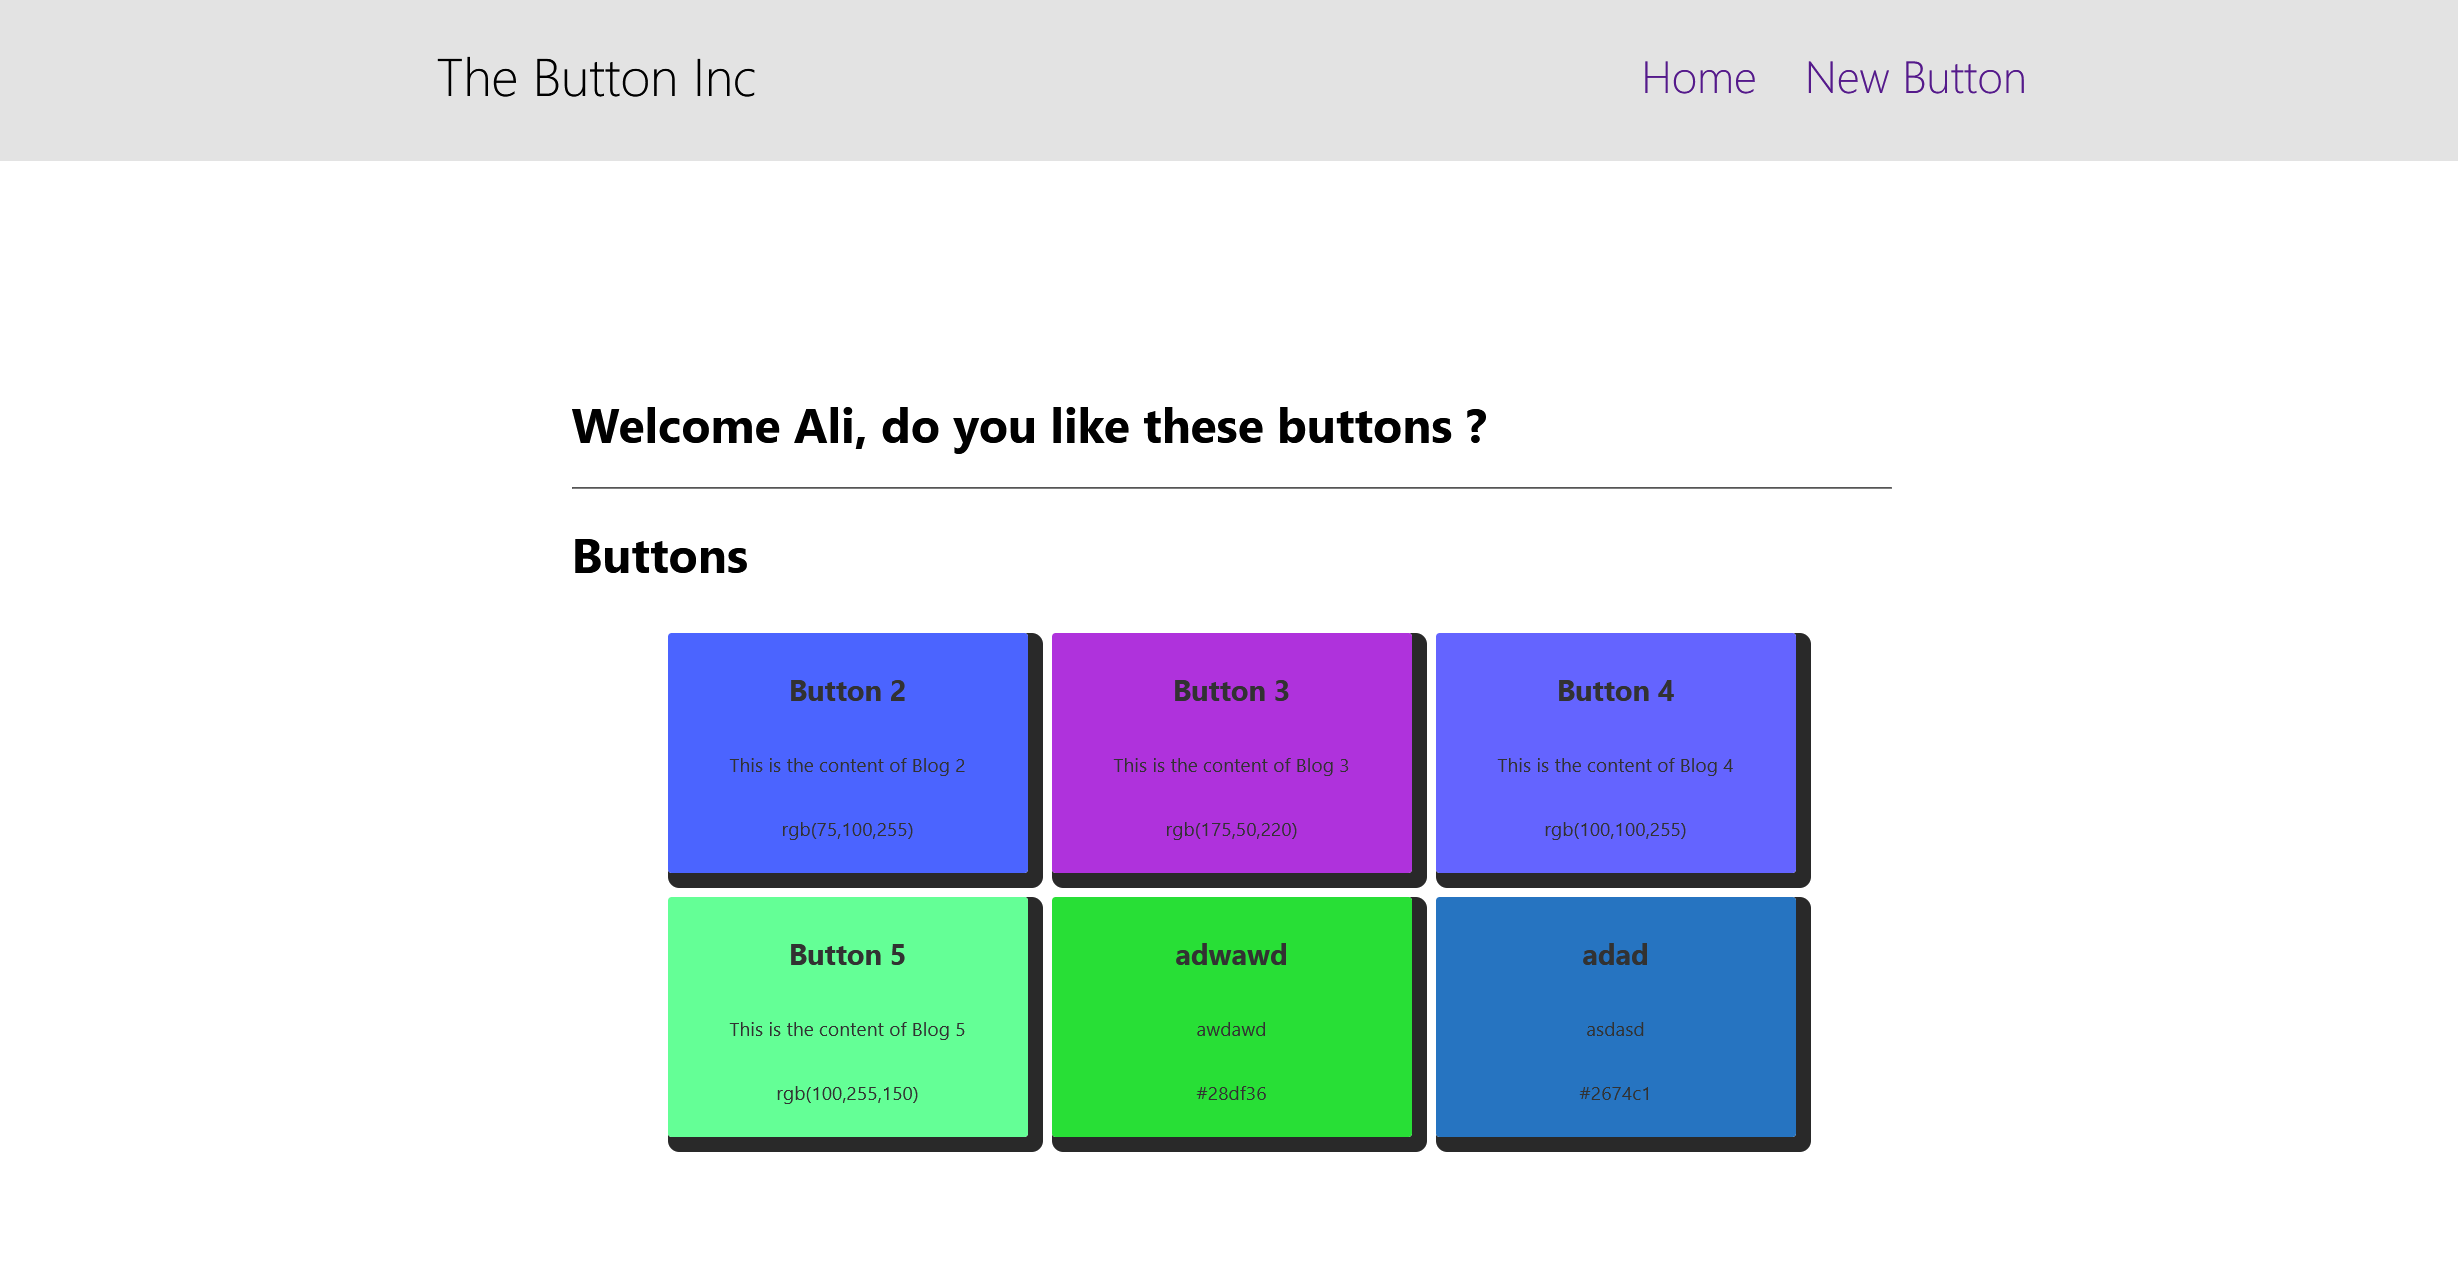 The Button Inc
Home
New Button
Welcome Ali, do you like these buttons ?
Buttons
Button 2
This is the content of Blog 2
rgb(75,100,255)
Button 3
This is the content of Blog 3
rgb(175,50,220)
Button 4
This is the content of Blog 4
rgb(100,100,255)
Button 5
This is the content of Blog 5
rgb(100,255,150)
adwawd
awdawd
#28df36
adad
asdasd
#2674c1